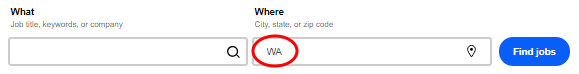 What
Job title, keywords, or company
Where
City, state, or zip code
WA
Find jobs